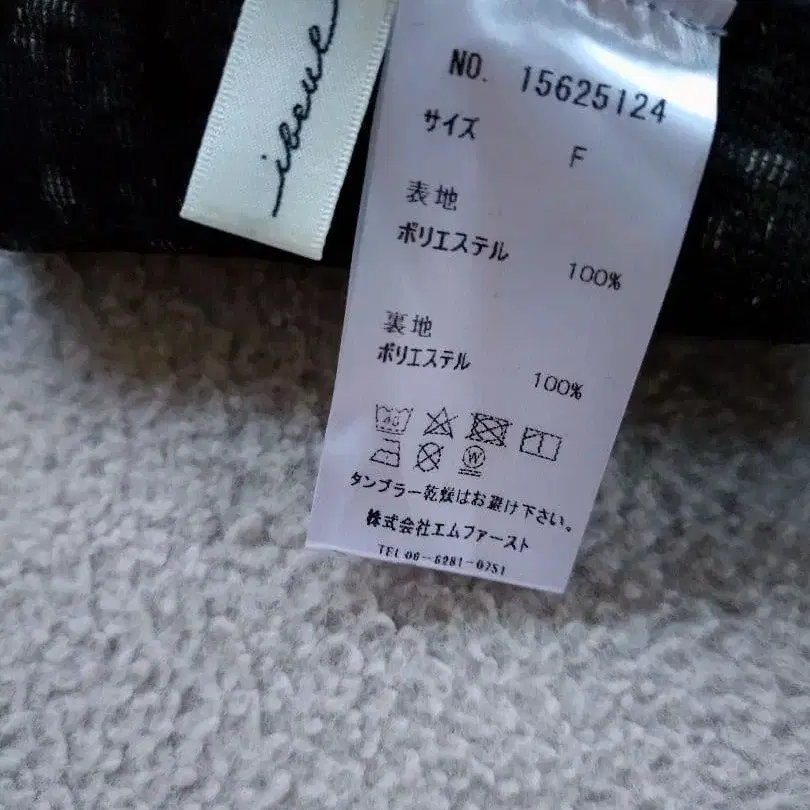 NO. 15625124
サイズ F
表地
ポリエステル 100%
裏地
ポリエステル 100%
40
W
タンブラー乾燥はお避け下さい。
株式会社エムファースト
TEL 06-6281-0751